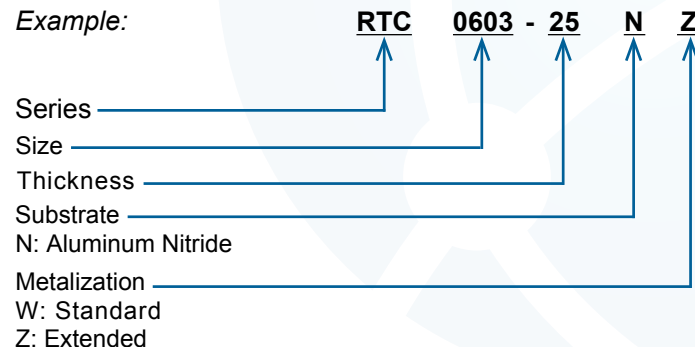 Example: RTC 0603 - 25 N Z
Series
Size
Thickness
Substrate
N: Aluminum Nitride
Metalization
W: Standard
Z: Extended